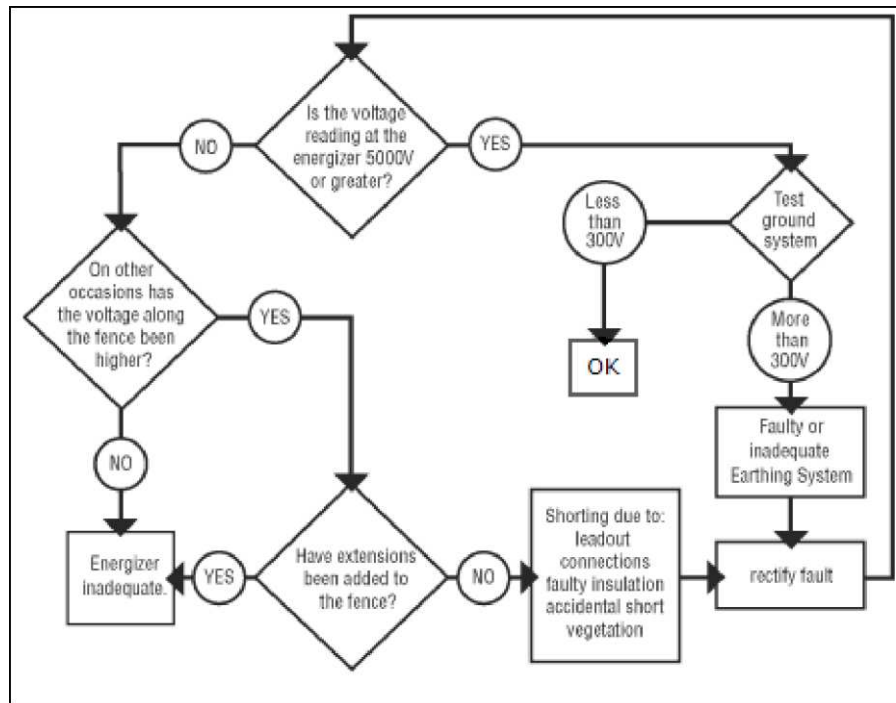 Is the voltage
reading at the
energizer 5000V
or greater?
NO
YES
Less
than
300V
Test
ground
system
On other
occasions has
the voltage along
the fence been
higher?
YES
More
than
300V
OK
NO
Faulty or
inadequate
Earthing System
Energizer
inadequate.
YES
Have extensions
been added to
the fence?
NO
Shorting due to:
leadout
connections
faulty insulation
accidental short
vegetation
rectify fault